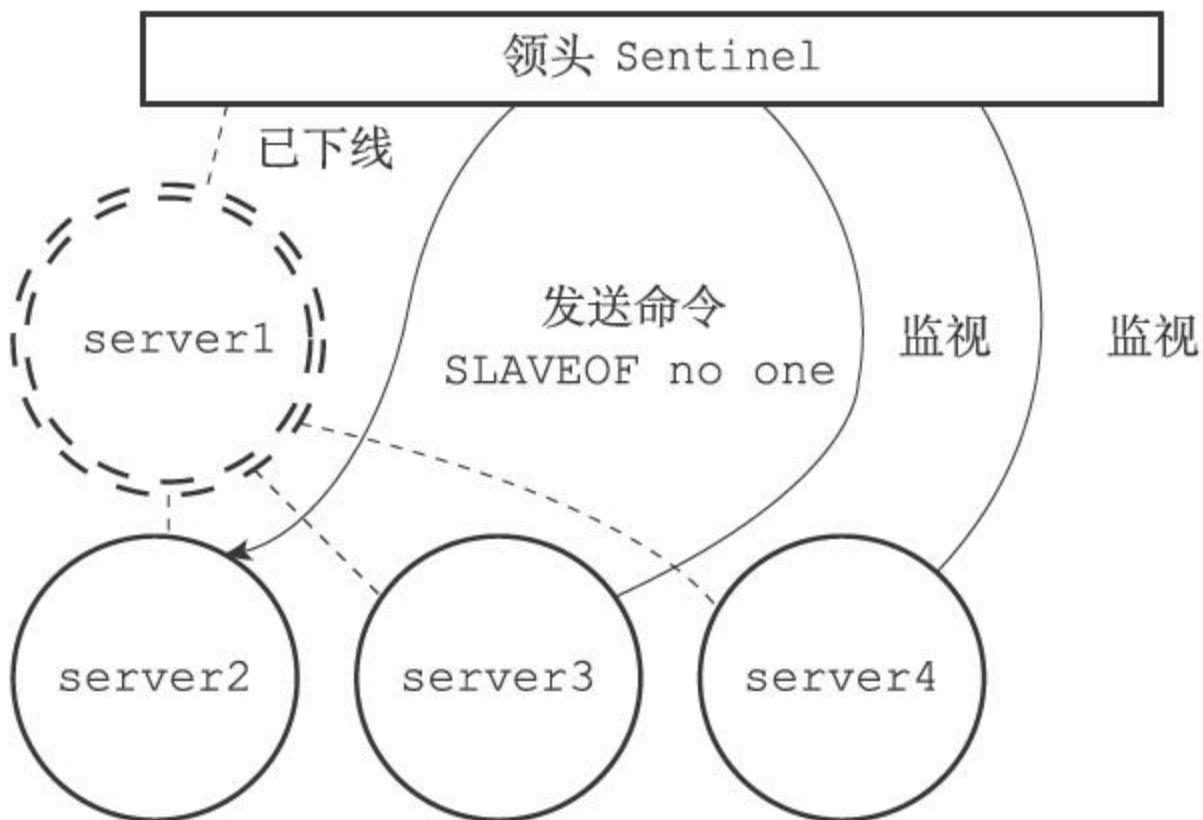 领头 Sentinel
已下线
发送命令
SLAVEOF no one
监视
监视
server1
server2
server3
server4